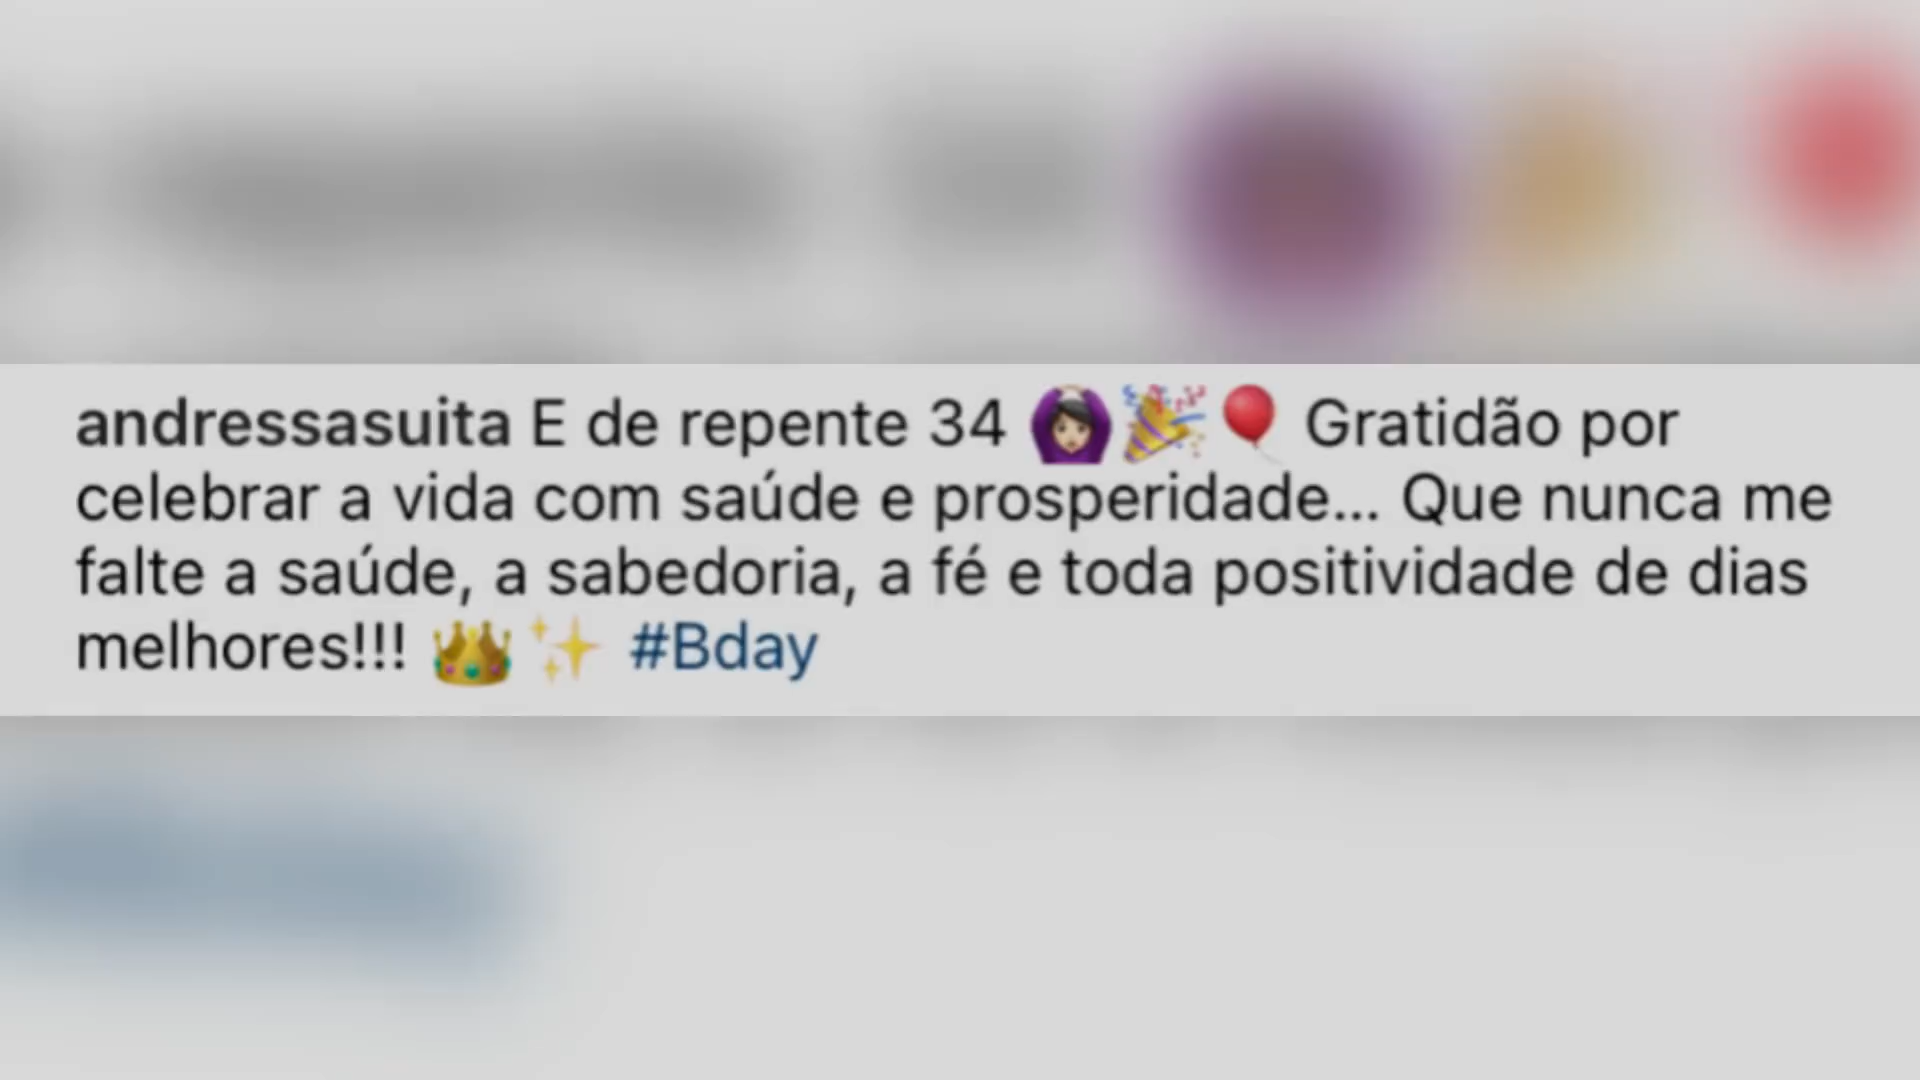 andressasuita E de repente 34 🙆🏻‍♀️🎉🎈 Gratidão por
celebrar a vida com saúde e prosperidade... Que nunca me
falte a saúde, a sabedoria, a fé e toda positividade de dias
melhores!!! 👑✨ #Bday